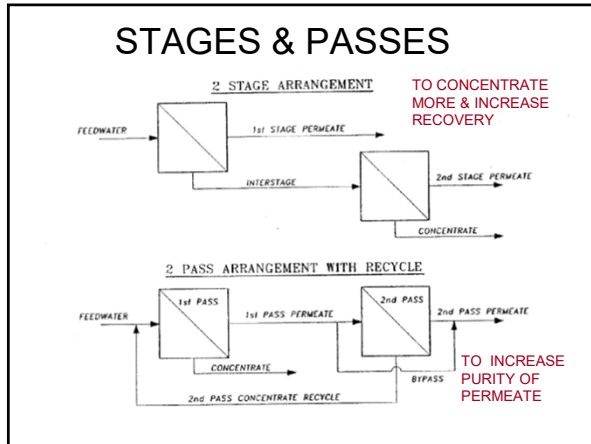 STAGES & PASSES
2 STAGE ARRANGEMENT
TO CONCENTRATE
MORE & INCREASE
RECOVERY
FEEDWATER
1st STAGE PERMEATE
INTERSTAGE
2nd STAGE PERMEATE
CONCENTRATE
2 PASS ARRANGEMENT WITH RECYCLE
FEEDWATER
1st PASS
1st PASS PERMEATE
2nd PASS
2nd PASS PERMEATE
CONCENTRATE
BYPASS
TO INCREASE
PURITY OF
PERMEATE
2nd PASS CONCENTRATE RECYCLE